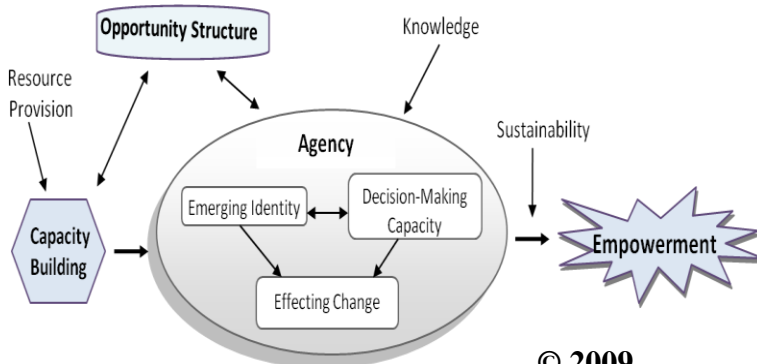 Opportunity Structure
Knowledge
Resource
Provision
Agency
Sustainability
Emerging Identity
Decision-Making
Capacity
Capacity
Building
Empowerment
Effecting Change
© 2009